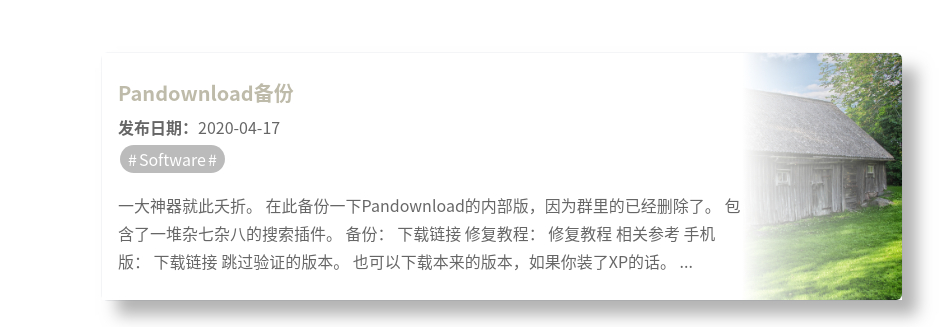 Pandownload备份
发布日期：2020-04-17
#Software#
一大神器就此夭折。 在此备份一下Pandownload的内部版，因为群里的已经删除了。 包
含了一堆杂七杂八的搜索插件。 备份： 下载链接 修复教程： 修复教程 相关参考 手机
版： 下载链接 跳过验证的版本。 也可以下载本来的版本，如果你装了XP的话。 ...